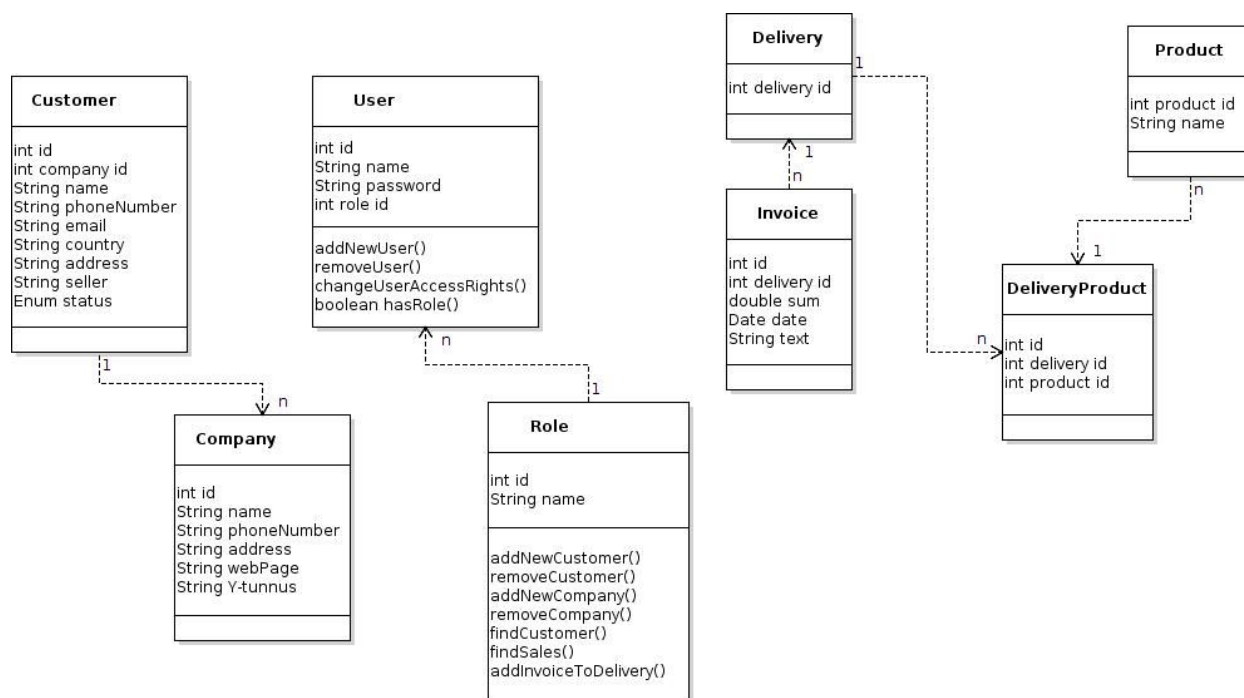 Customer
int id
int company id
String name
String phoneNumber
String email
String country
String address
String seller
Enum status
1
n
Company
int id
String name
String phoneNumber
String address
String webPage
String Y-tunnus
User
int id
String name
String password
int role id
addNewUser()
removeUser()
changeUserAccessRights()
boolean hasRole()
n
1
Role
int id
String name
addNewCustomer()
removeCustomer()
addNewCompany()
removeCompany()
findCustomer()
findSales()
addInvoiceToDelivery()
Delivery
int delivery id
1
1
n
Invoice
int id
int delivery id
double sum
Date date
String text
Product
int product id
String name
n
1
n
DeliveryProduct
int id
int delivery id
int product id